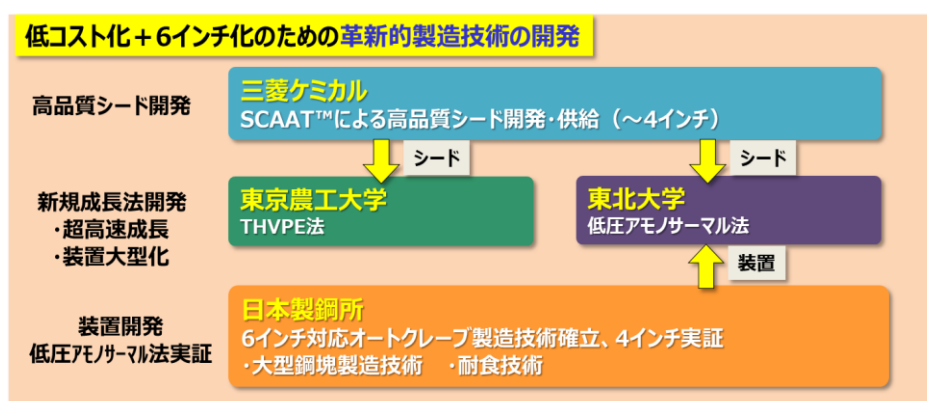 低コスト化＋6インチ化のための革新的製造技術の開発
高品質シード開発
三菱ケミカル
SCAAT™による高品質シード開発・供給（～4インチ）
シード
シード
新規成長法開発
・超高速成長
・装置大型化
東京農工大学
THVPE法
東北大学
低圧アモノサーマル法
装置
装置開発
低圧ｱﾓﾉｻｰﾏﾙ法実証
日本製鋼所
6インチ対応オートクレーブ製造技術確立、4インチ実証
・大型鋼塊製造技術　・耐食技術